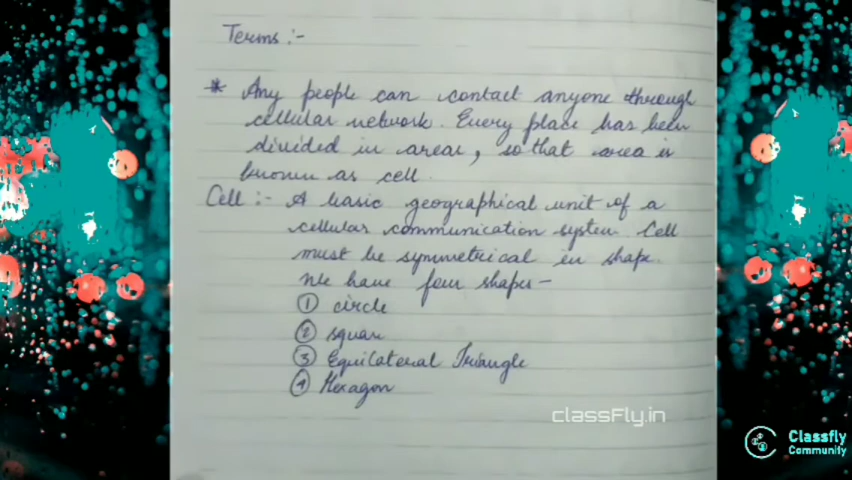 Terms :-
* Any people can contact anyone through
cellular network. Every place has been
divided in areas, so that area is
known as cell.
Cell :- A basic geographical unit of a
cellular communication system. Cell
must be symmetrical in shape.
We have four shapes -
① circle
② square
③ Equilateral Triangle
④ Hexagon
classFly.in
Classfly
Community